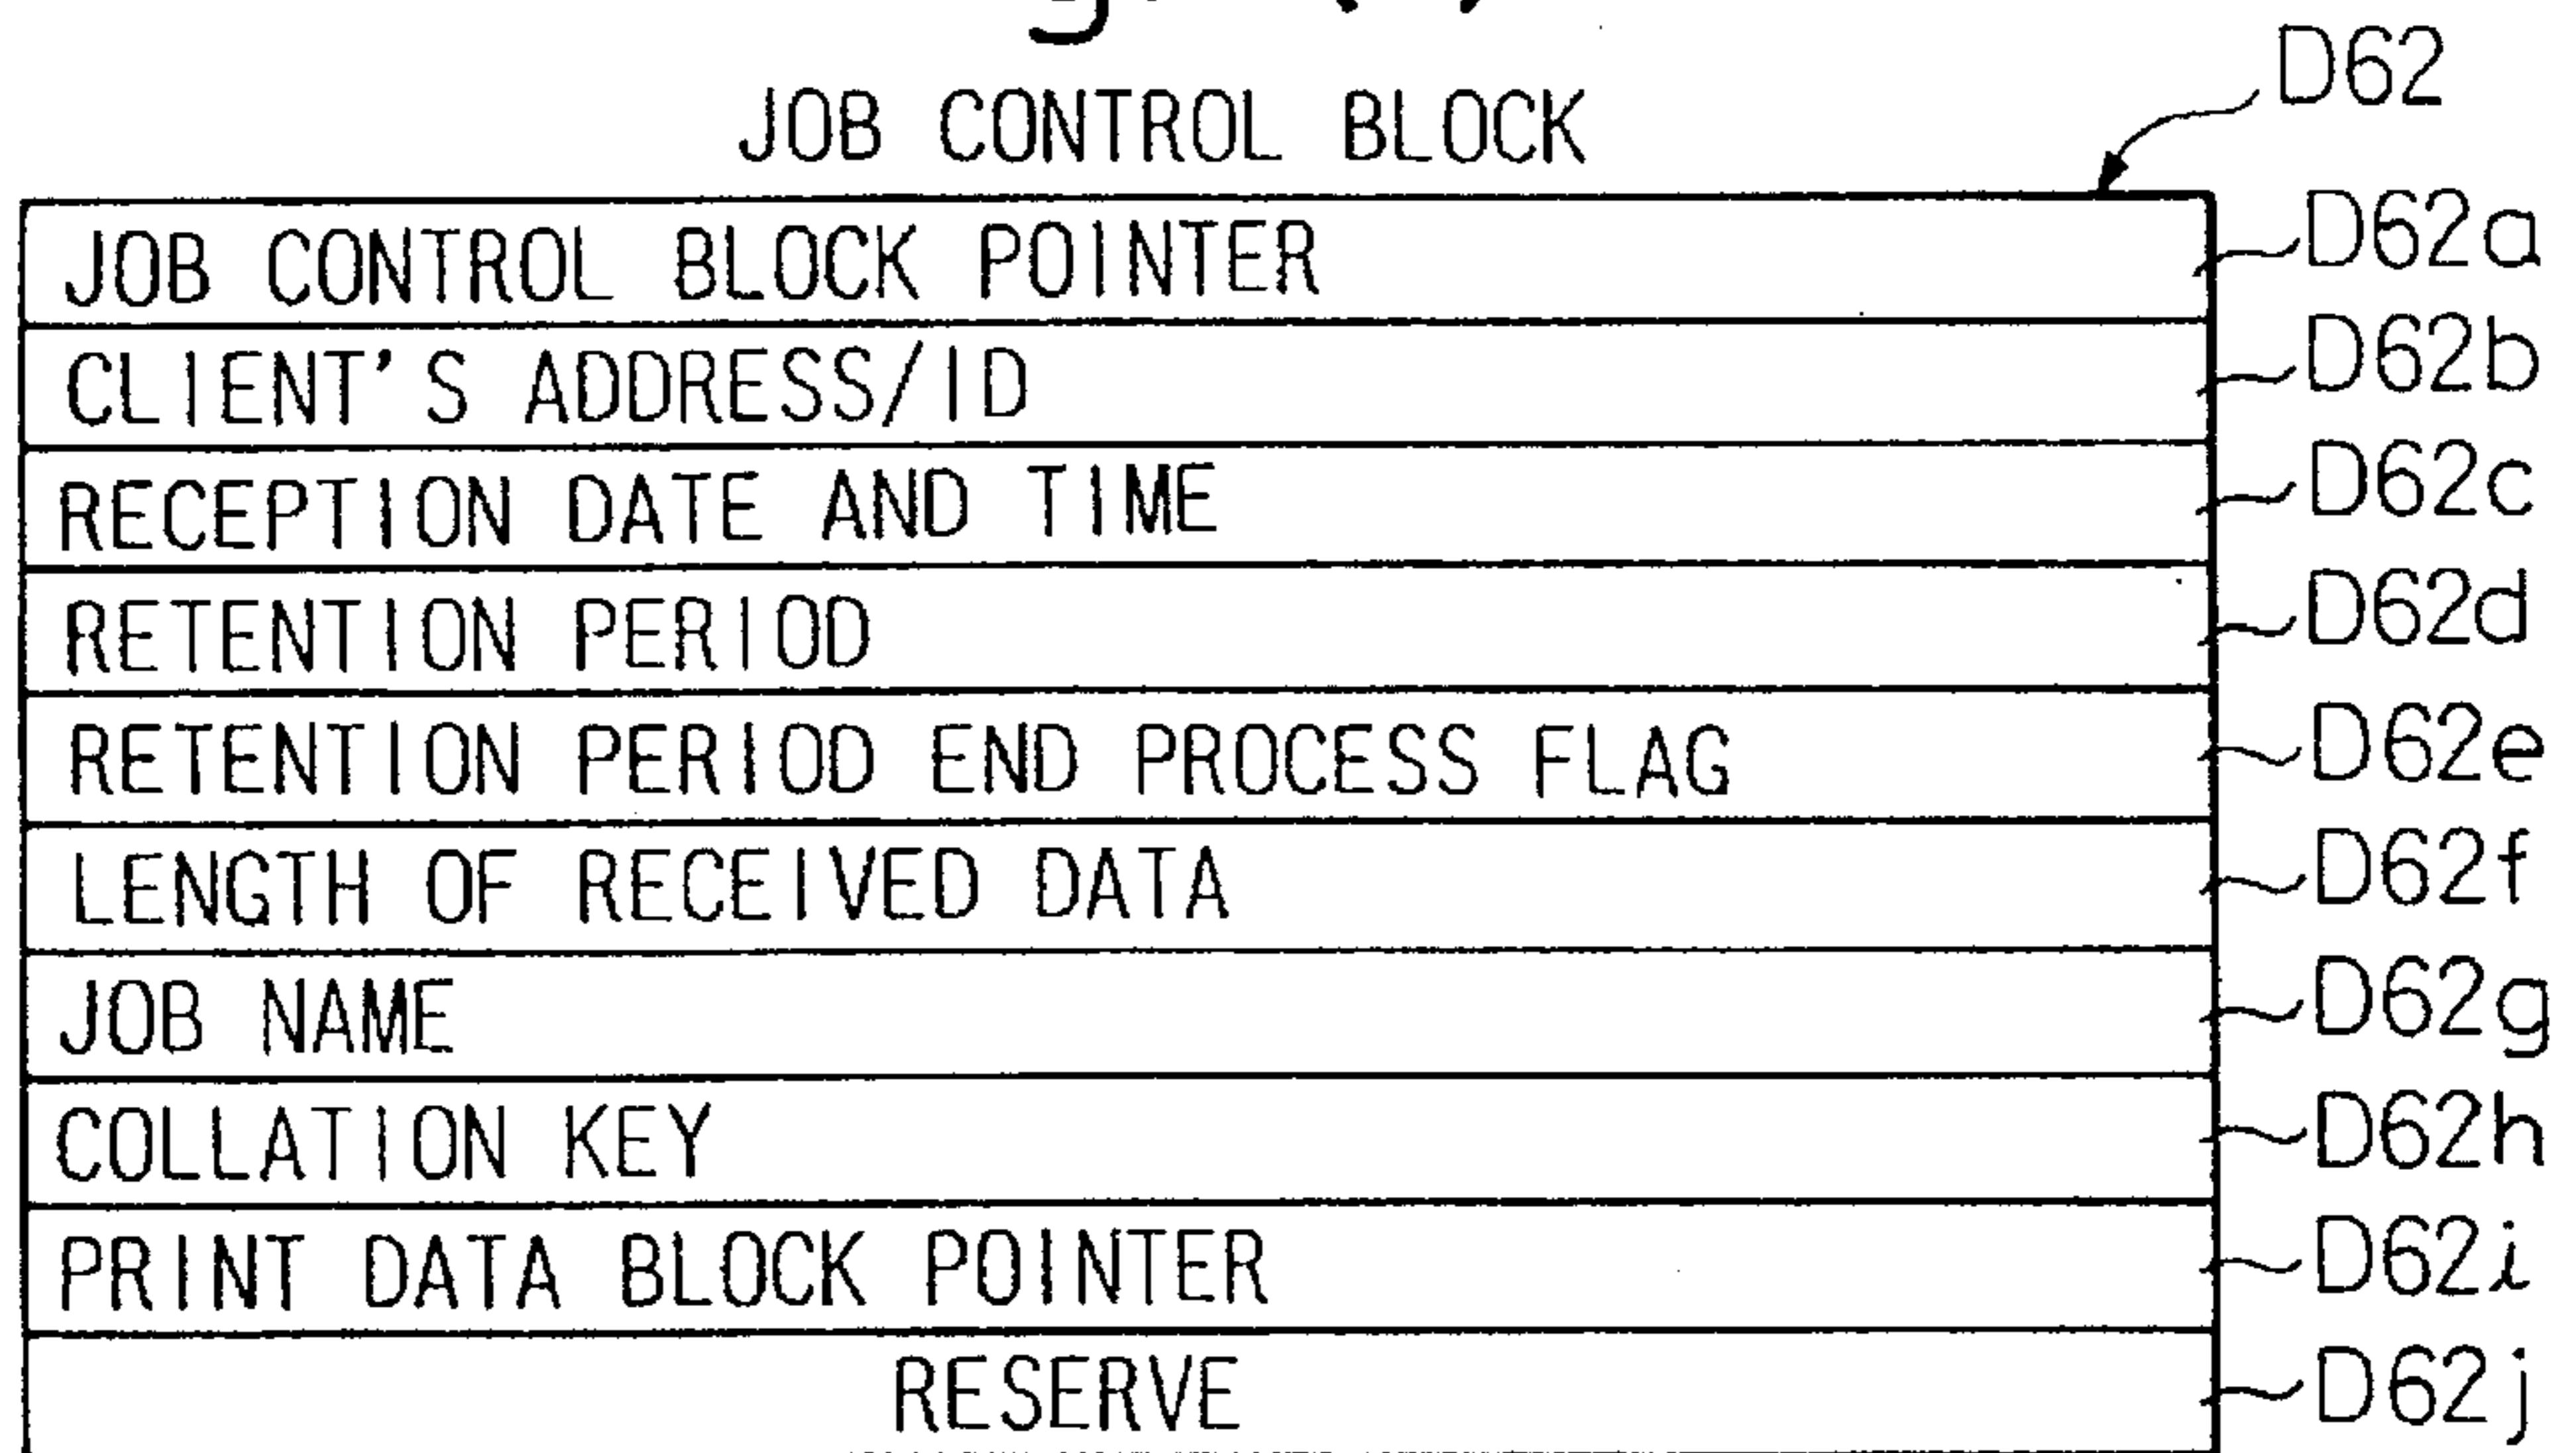 D62
JOB CONTROL BLOCK
JOB CONTROL BLOCK POINTER D62a
CLIENT'S ADDRESS/ID D62b
RECEPTION DATE AND TIME D62c
RETENTION PERIOD D62d
RETENTION PERIOD END PROCESS FLAG D62e
LENGTH OF RECEIVED DATA D62f
JOB NAME D62g
COLLATION KEY D62h
PRINT DATA BLOCK POINTER D62i
RESERVE D62j